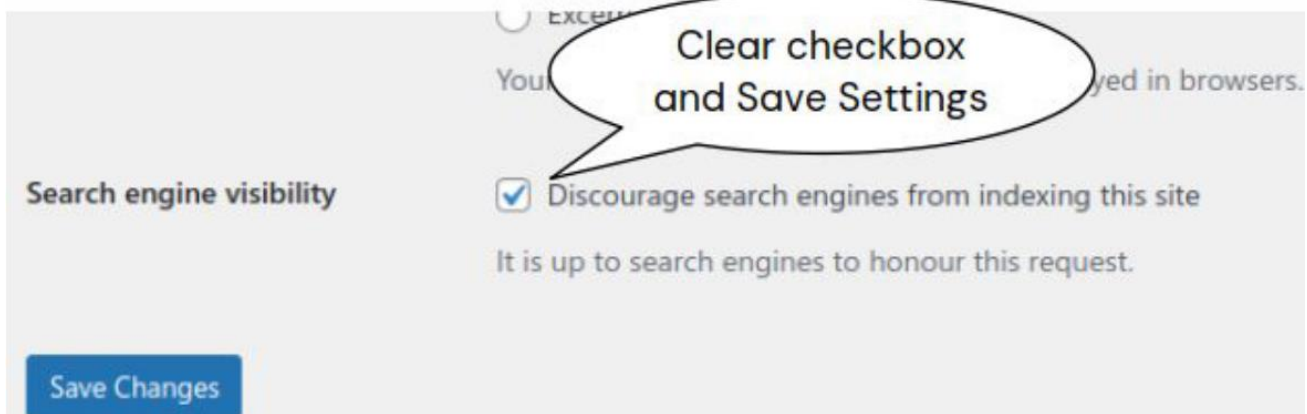 Clear checkbox
and Save Settings
in browsers.
Search engine visibility
Discourage search engines from indexing this site
It is up to search engines to honour this request.
Save Changes